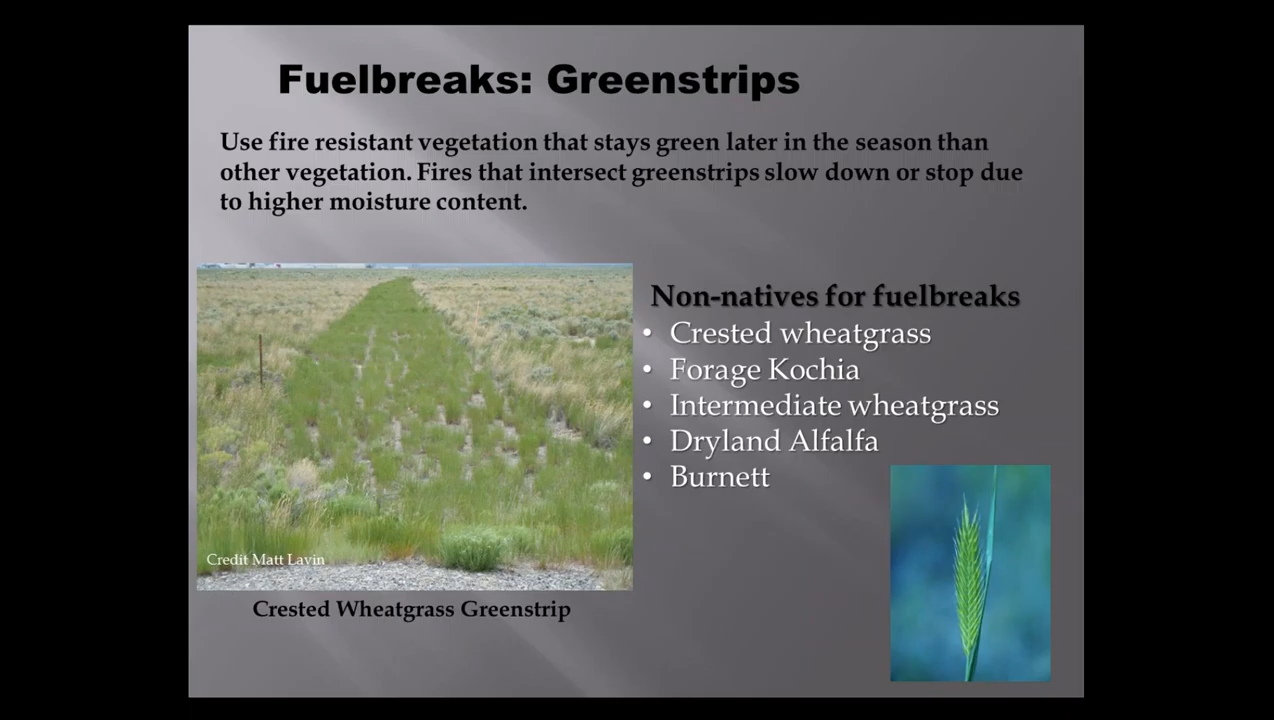 Fuelbreaks: Greenstrips
Use fire resistant vegetation that stays green later in the season than
other vegetation. Fires that intersect greenstrips slow down or stop due
to higher moisture content.
Non-natives for fuelbreaks
• Crested wheatgrass
• Forage Kochia
• Intermediate wheatgrass
• Dryland Alfalfa
• Burnett
Credit Matt Lavin
Crested Wheatgrass Greenstrip